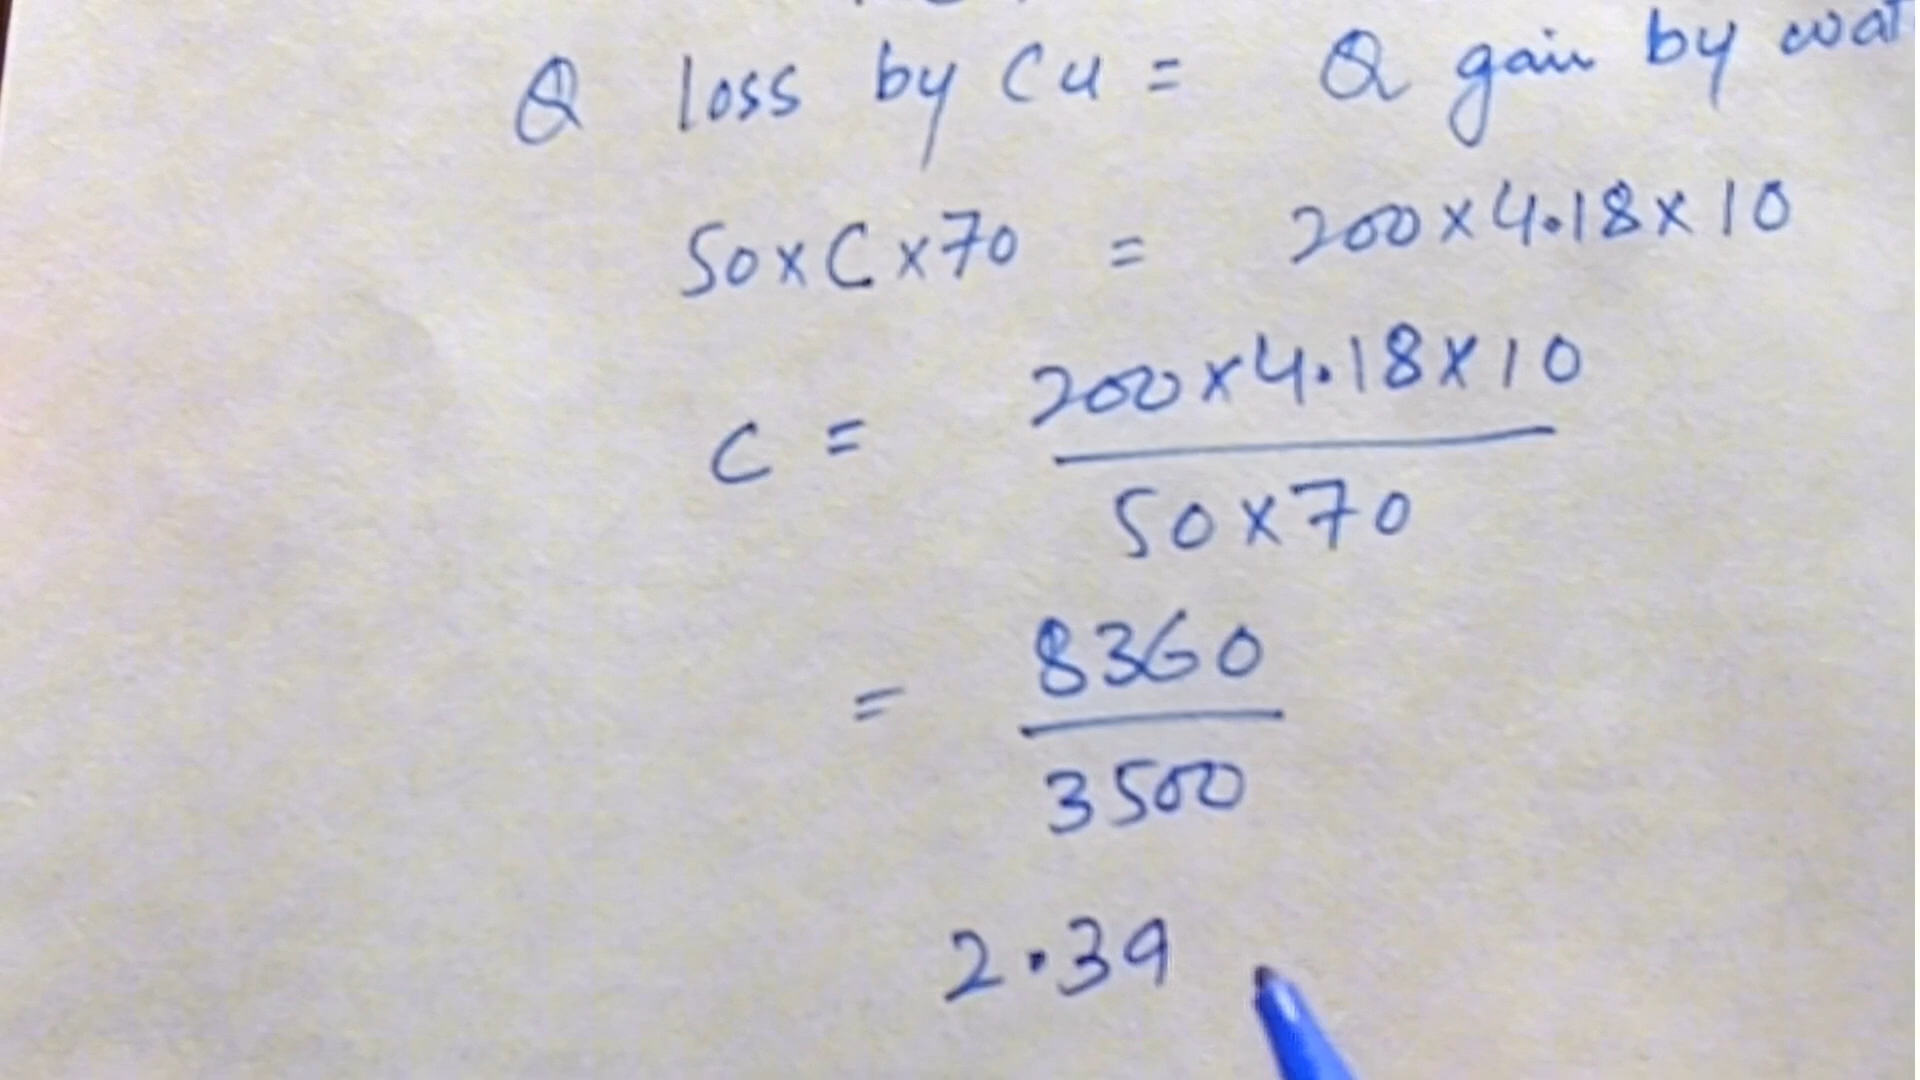 Q loss by Cu = Q gain by wat
50 x C x 70 = 200 x 4.18 x 10
C = 200 x 4.18 x 10
50 x 70
= 8360
3500
2.39